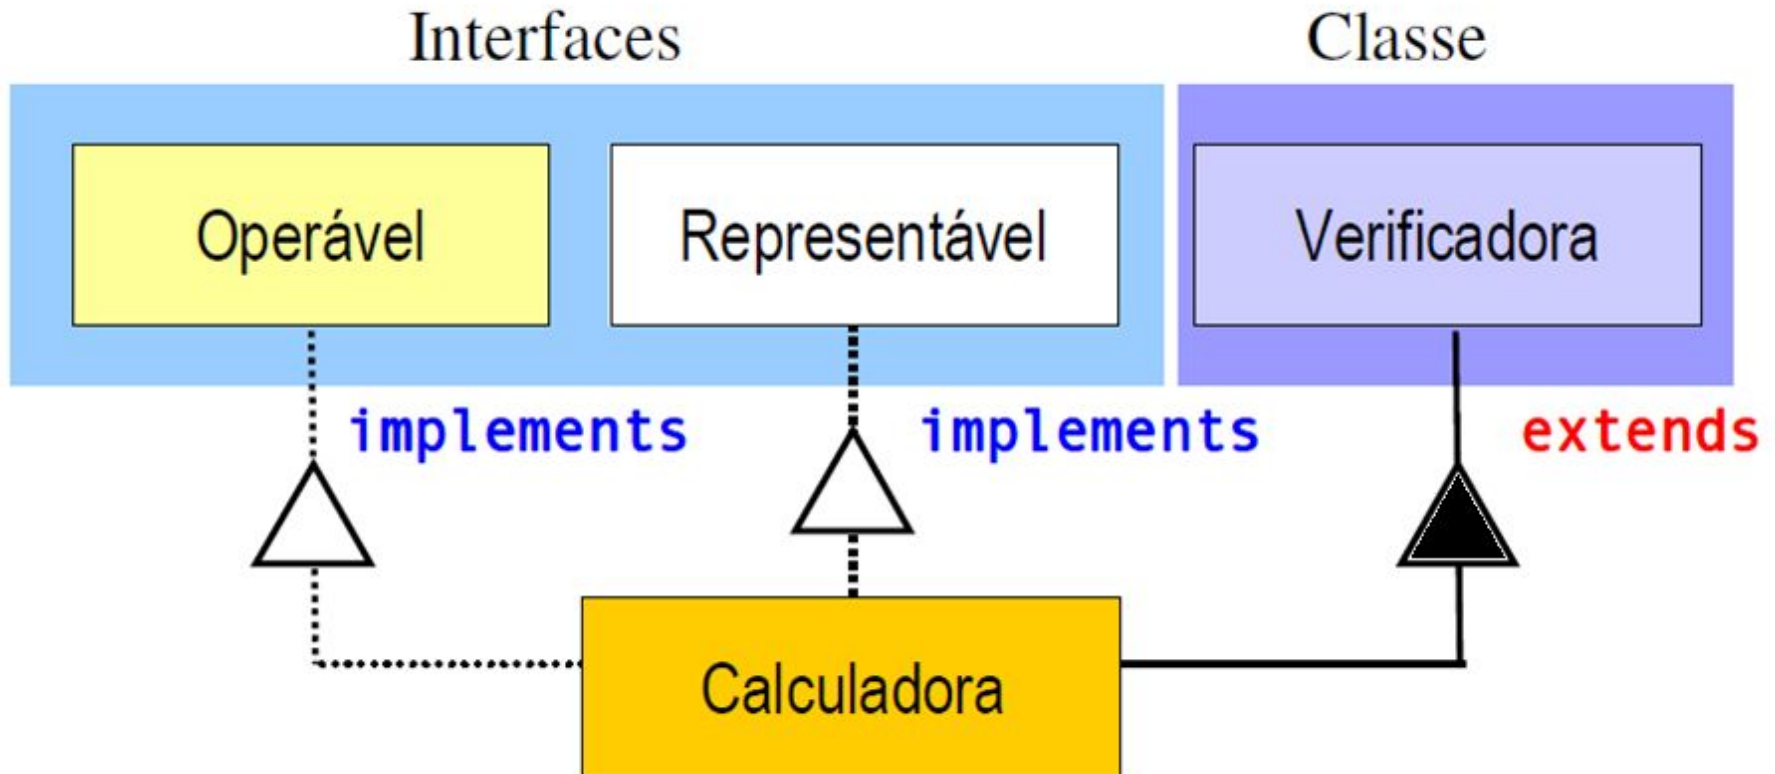 Interfaces
Classe
Operável
Representável
Verificadora
implements
implements
extends
Calculadora